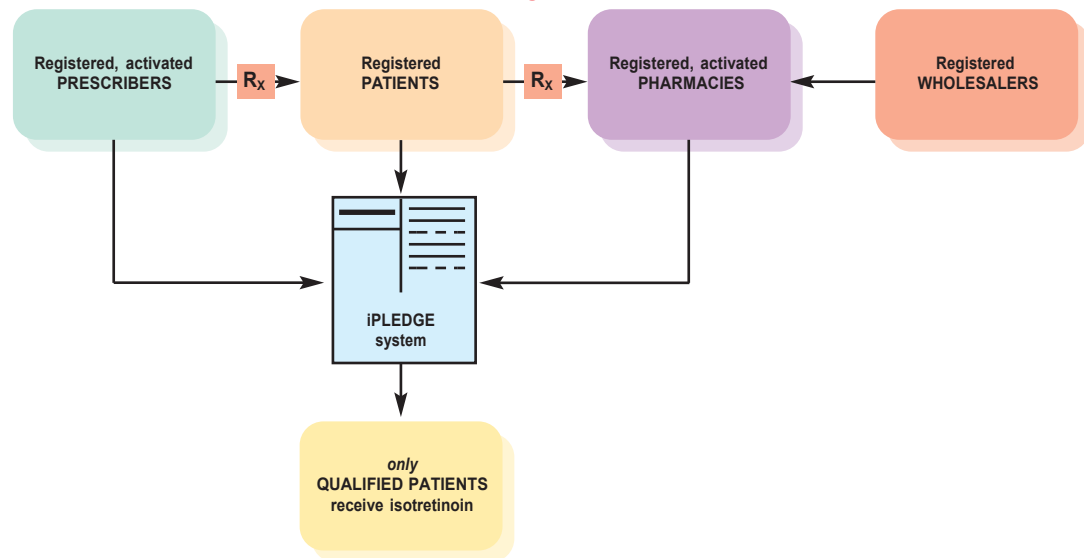 Registered, activated
PRESCRIBERS
Rx
Registered
PATIENTS
Rx
Registered, activated
PHARMACIES
Registered
WHOLESALERS
iPLEDGE
system
only
QUALIFIED PATIENTS
receive isotretinoin